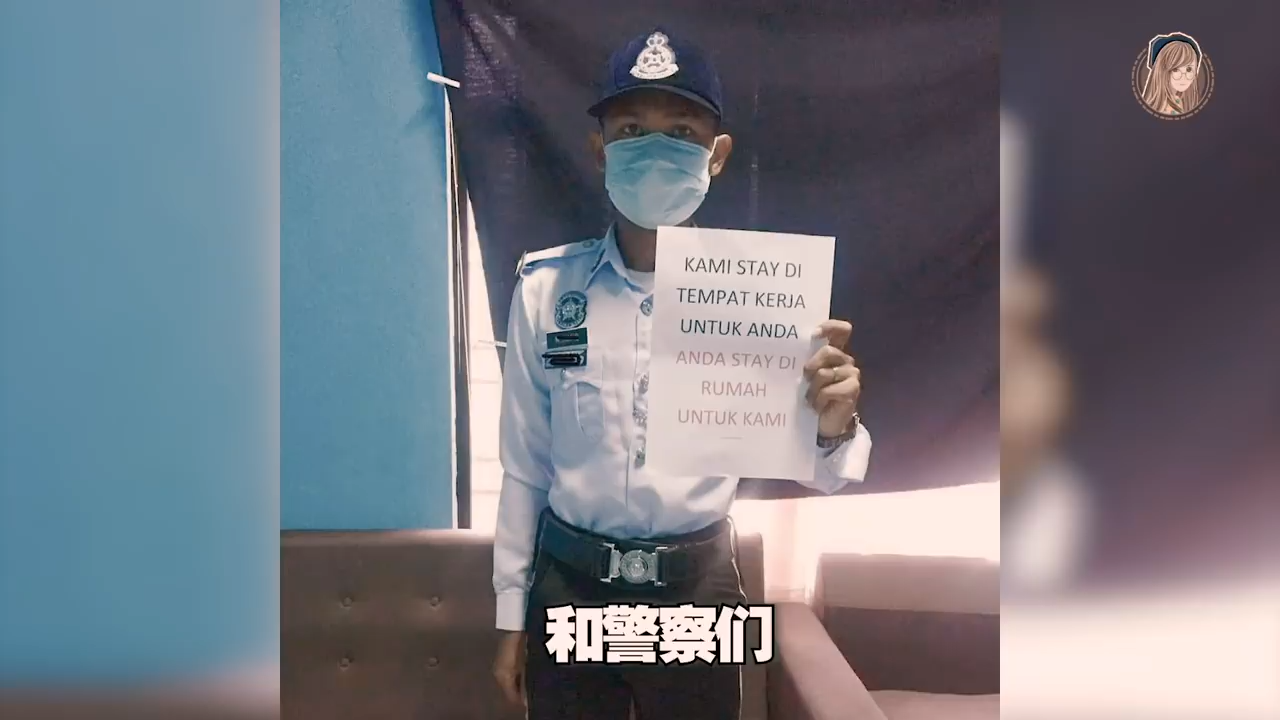 KAMI STAY DI
TEMPAT KERJA
UNTUK ANDA
ANDA STAY DI
RUMAH
UNTUK KAMI
和警察们